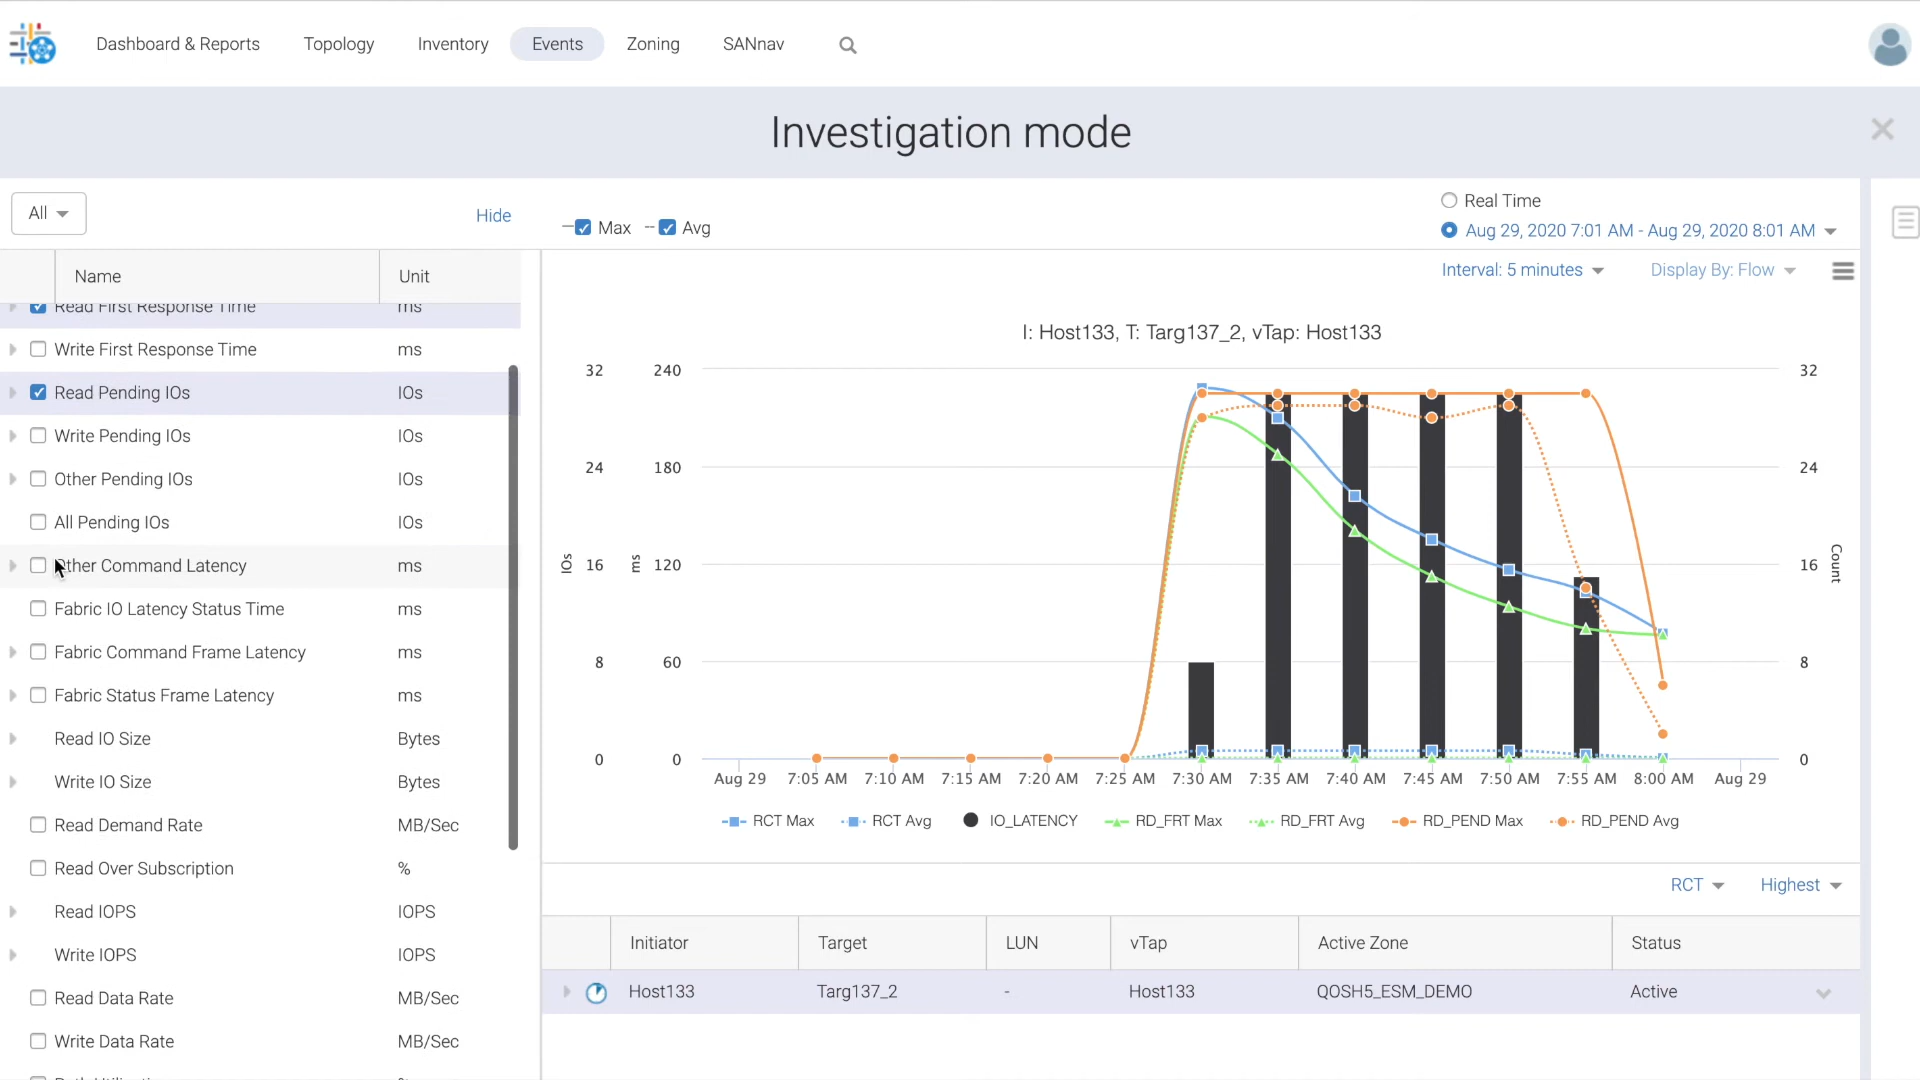 Dashboard & Reports Topology Inventory Events Zoning SANnav
Investigation mode
All
Hide
Max Avg
Real Time
Aug 29, 2020 7:01 AM - Aug 29, 2020 8:01 AM
Interval: 5 minutes Display By: Flow
Name Unit
Read First Response Time ms
Write First Response Time ms
Read Pending IOs IOs
Write Pending IOs IOs
Other Pending IOs IOs
All Pending IOs IOs
Other Command Latency ms
Fabric IO Latency Status Time ms
Fabric Command Frame Latency ms
Fabric Status Frame Latency ms
Read IO Size Bytes
Write IO Size Bytes
Read Demand Rate MB/Sec
Read Over Subscription %
Read IOPS IOPS
Write IOPS IOPS
Read Data Rate MB/Sec
Write Data Rate MB/Sec
I: Host133, T: Targ137_2, vTap: Host133
32 240 32
24 180 24
IOs 16 ms 120 16 Count
8 60 8
0 0 0
Aug 29 7:05 AM 7:10 AM 7:15 AM 7:20 AM 7:25 AM 7:30 AM 7:35 AM 7:40 AM 7:45 AM 7:50 AM 7:55 AM 8:00 AM Aug 29
RCT Max RCT Avg IO_LATENCY RD_FRT Max RD_FRT Avg RD_PEND Max RD_PEND Avg
RCT Highest
Initiator Target LUN vTap Active Zone Status
Host133 Targ137_2 - Host133 QOSH5_ESM_DEMO Active